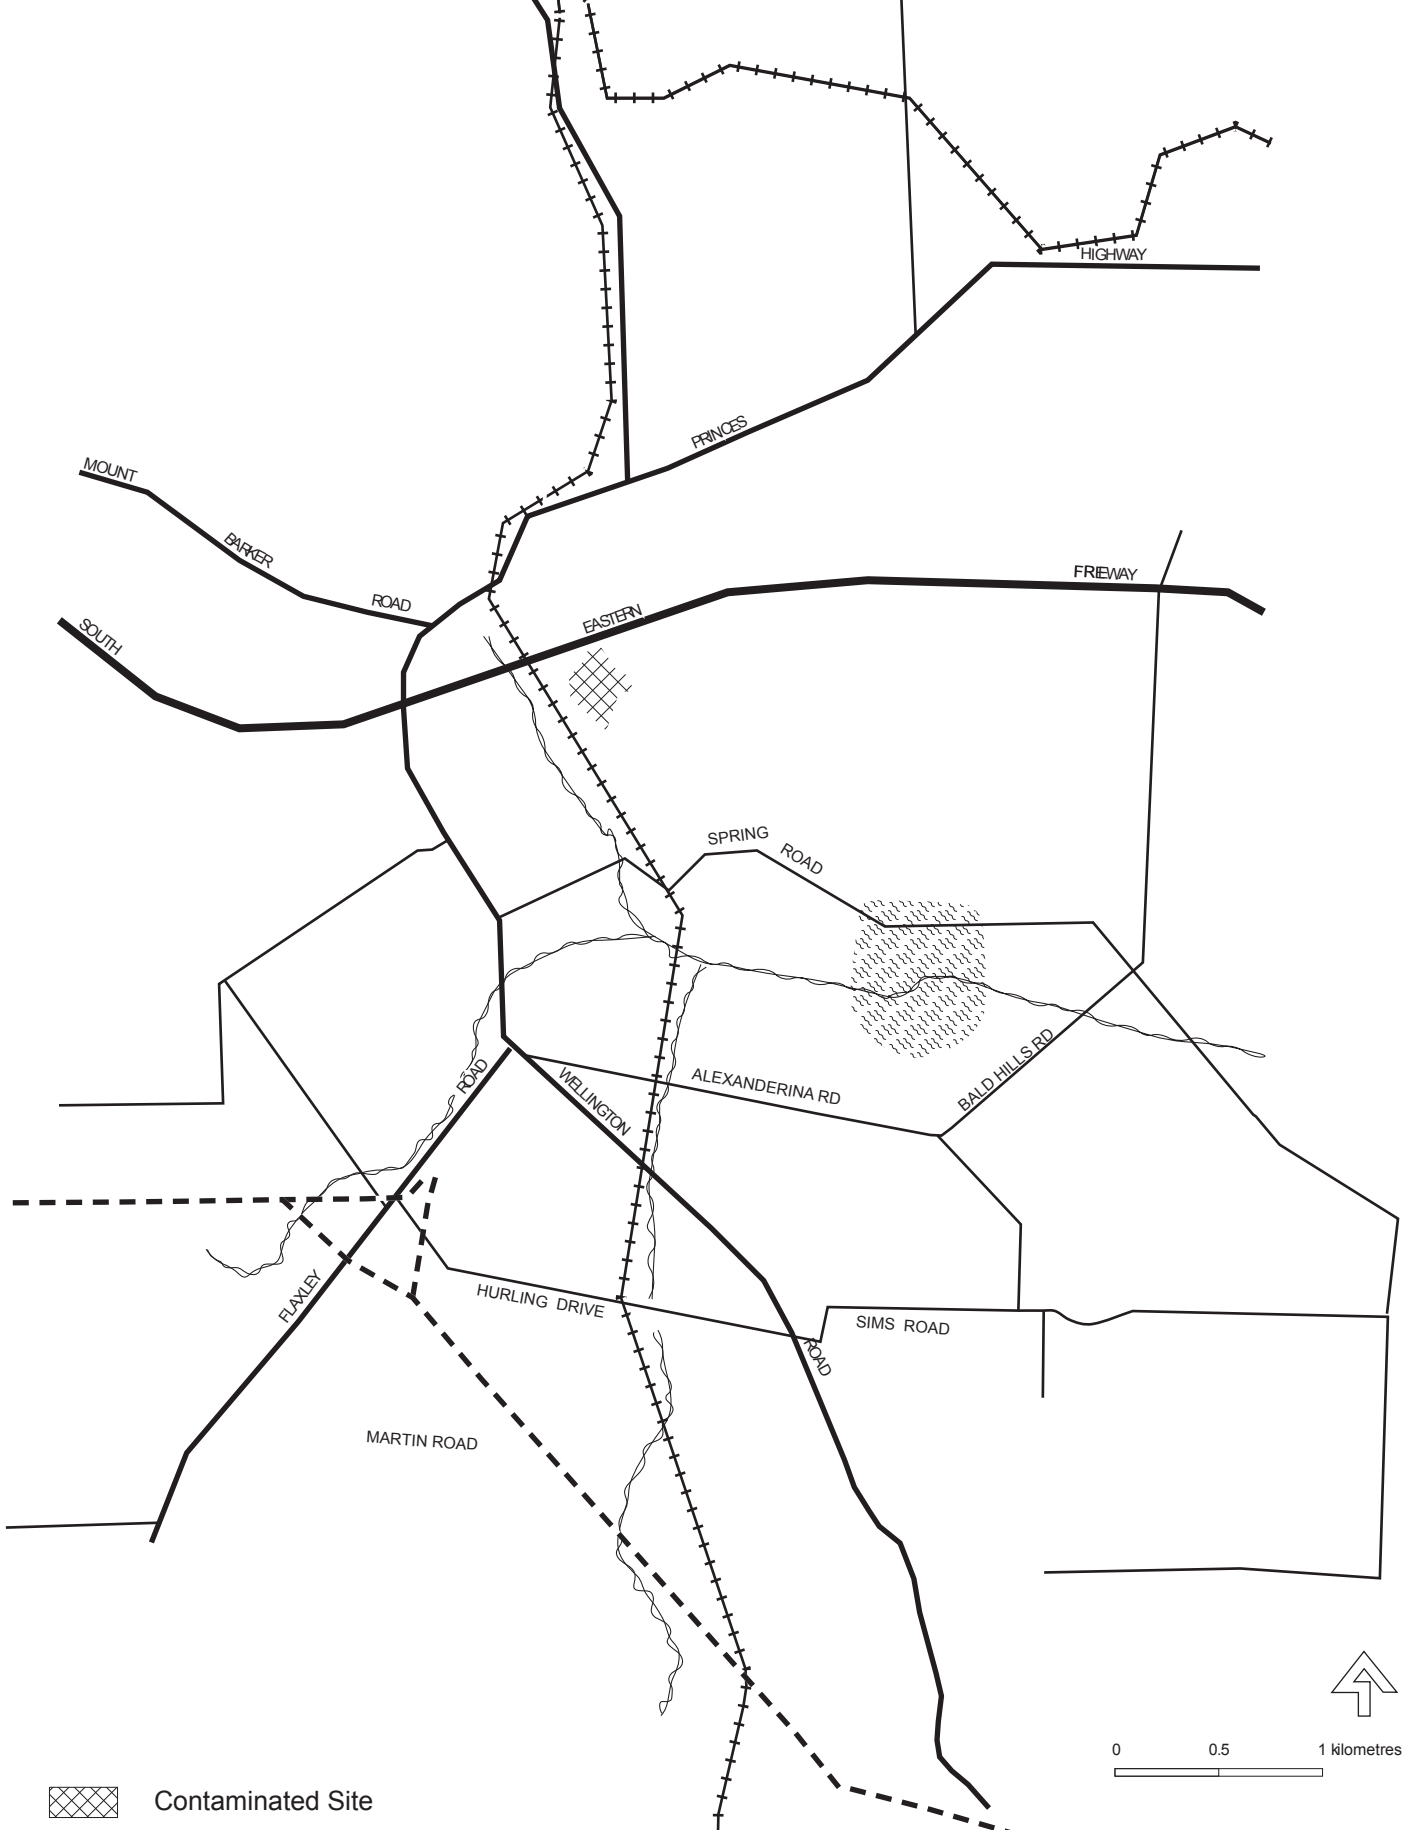 HIGHWAY
PRINCES
MOUNT
BARKER
ROAD
FREEWAY
EASTERN
SOUTH
SPRING
ROAD
ROAD
WELLINGTON
ALEXANDERINA RD
BALD HILLS RD
FLAXLEY
HURLING DRIVE
SIMS ROAD
ROAD
MARTIN ROAD
0 0.5 1 kilometres
Contaminated Site